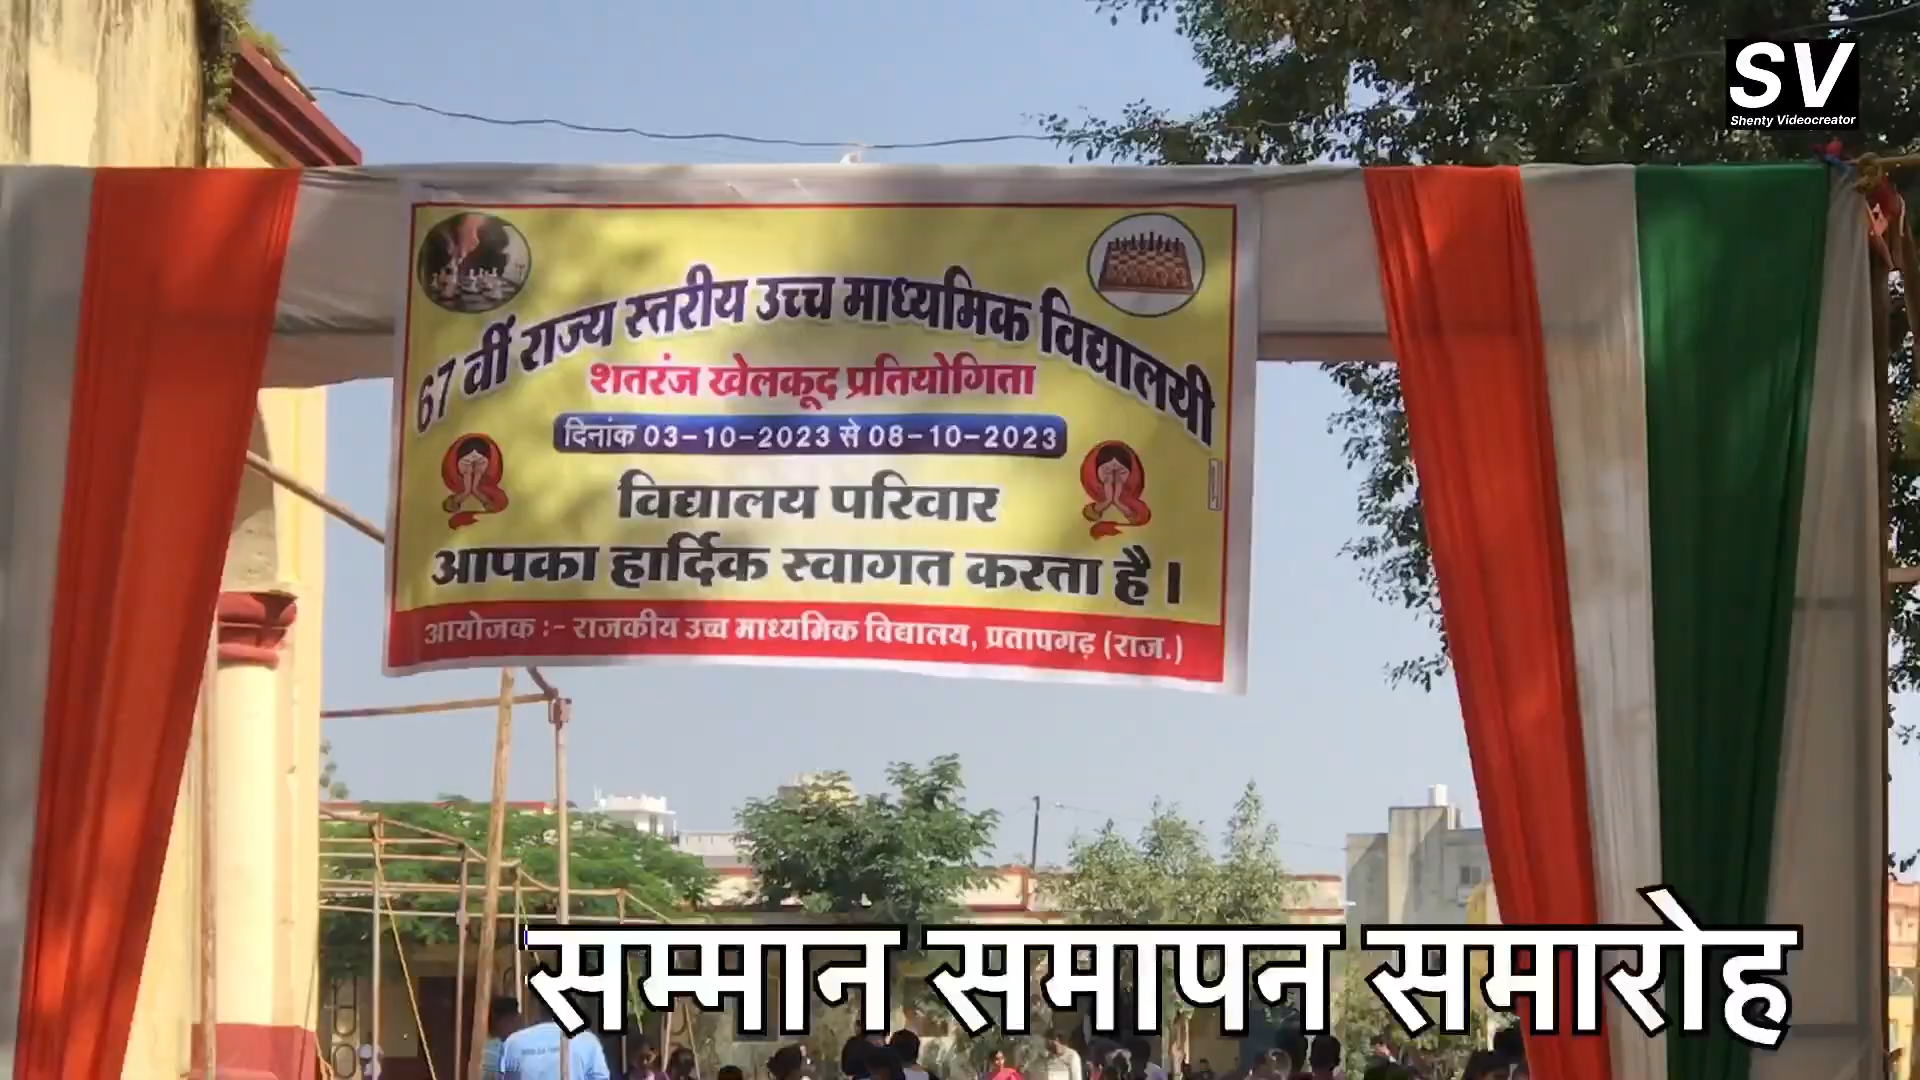 SV
Shenty Videocreator
67 वीं राज्य स्तरीय उच्च माध्यमिक विद्यालयी
शतरंज खेलकूद प्रतियोगिता
दिनांक 03-10-2023 से 08-10-2023
विद्यालय परिवार
आपका हार्दिक स्वागत करता है।
आयोजक :- राजकीय उच्च माध्यमिक विद्यालय, प्रतापगढ़ (राज.)
सम्मान समापन समारोह